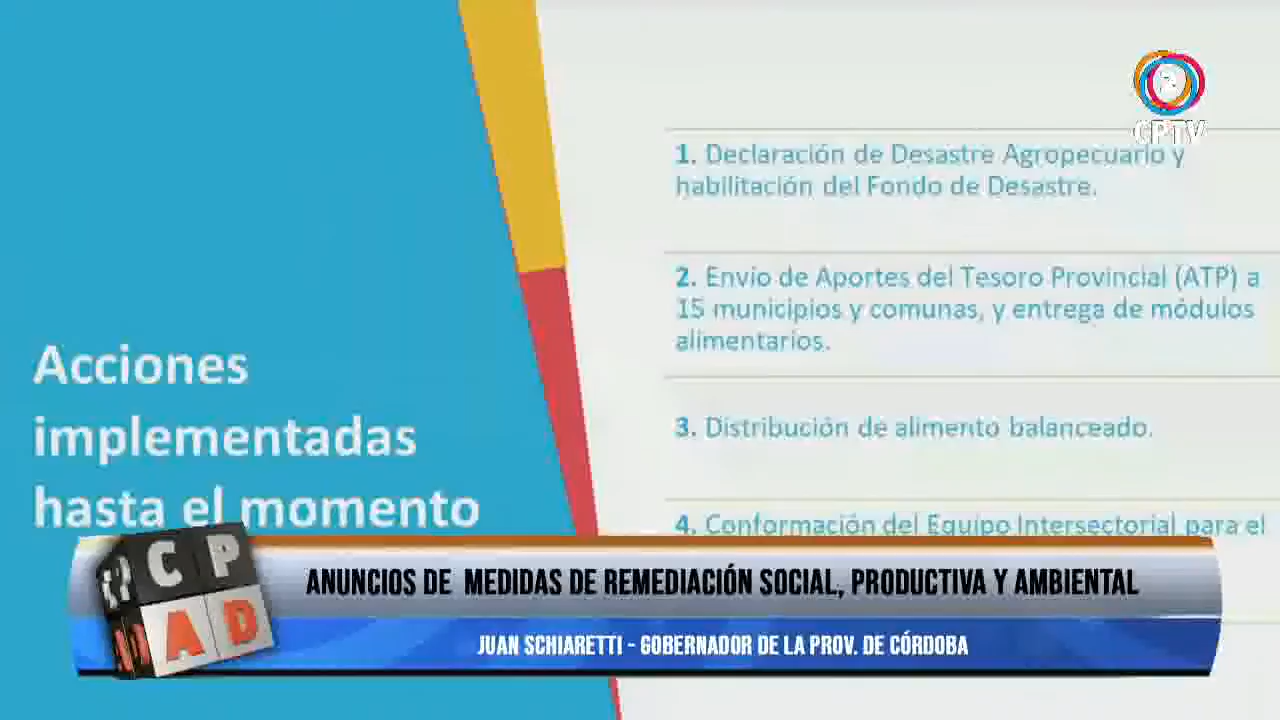 CPTV
1. Declaración de Desastre Agropecuario y
habilitación del Fondo de Desastre.
2. Envío de Aportes del Tesoro Provincial (ATP) a
15 municipios y comunas, y entrega de módulos
alimentarios.
3. Distribución de alimento balanceado.
4. Conformación del Equipo Intersectorial para el
Acciones
implementadas
hasta el momento
CP
AD
ANUNCIOS DE MEDIDAS DE REMEDIACIÓN SOCIAL, PRODUCTIVA Y AMBIENTAL
JUAN SCHIARETTI - GOBERNADOR DE LA PROV. DE CÓRDOBA